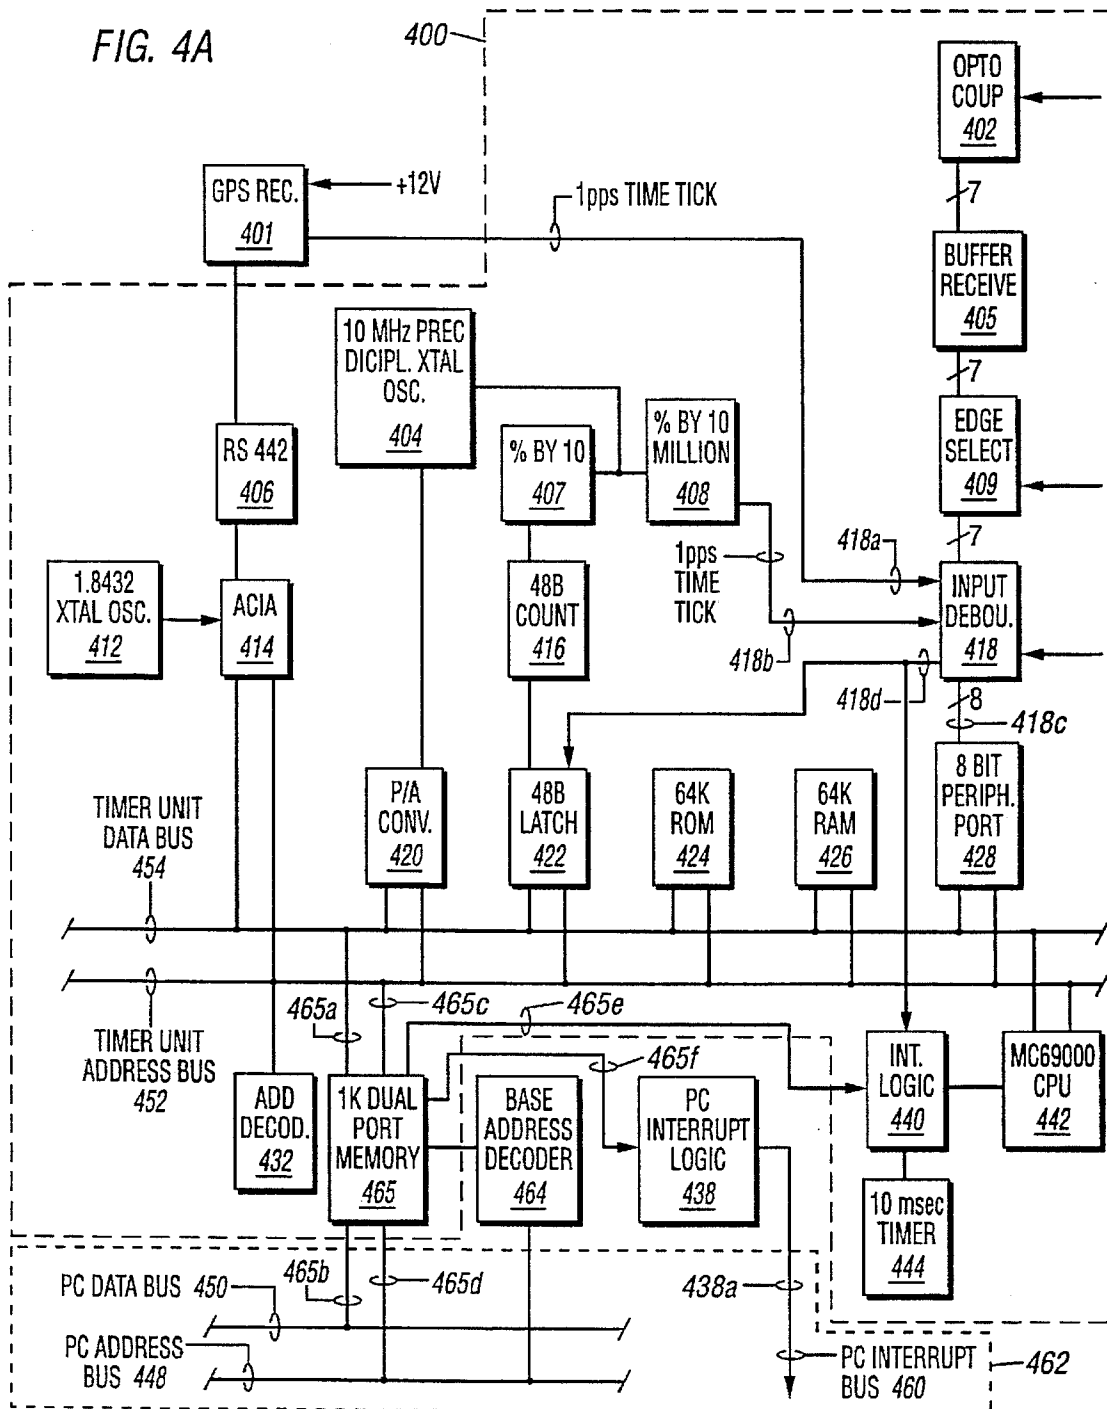 FIG. 4A
400
OPTO
COUP
402
7
GPS REC.
401
+12V
1pps TIME TICK
BUFFER
RECEIVE
405
7
10 MHz PREC
DICIPL. XTAL
OSC.
404
RS 442
406
% BY 10
407
% BY 10
MILLION
408
EDGE
SELECT
409
7
1.8432
XTAL OSC.
412
ACIA
414
48B
COUNT
416
1pps
TIME
TICK
418a
418b
INPUT
DEBOU.
418
418d
8
418c
P/A
CONV.
420
48B
LATCH
422
64K
ROM
424
64K
RAM
426
8 BIT
PERIPH.
PORT
428
TIMER UNIT
DATA BUS
454
TIMER UNIT
ADDRESS BUS
452
465a
465c
465e
465f
ADD
DECOD.
432
1K DUAL
PORT
MEMORY
465
BASE
ADDRESS
DECODER
464
PC
INTERRUPT
LOGIC
438
INT.
LOGIC
440
MC69000
CPU
442
10 msec
TIMER
444
465b
465d
438a
PC DATA BUS 450
PC ADDRESS
BUS 448
PC INTERRUPT
BUS 460
462